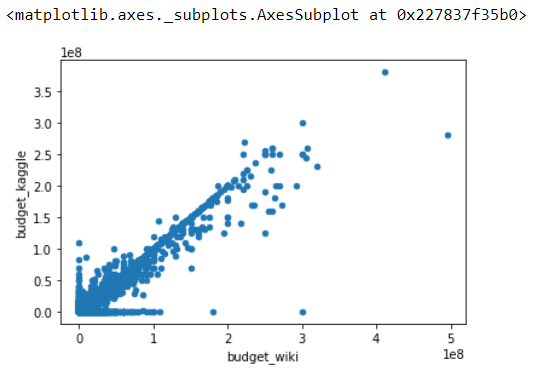 <matplotlib.axes._subplots.AxesSubplot at 0x227837f35b0>
1e8
3.5
3.0
2.5
2.0
1.5
1.0
0.5
0.0
budget_kaggle
0 1 2 3 4 5
budget_wiki
1e8